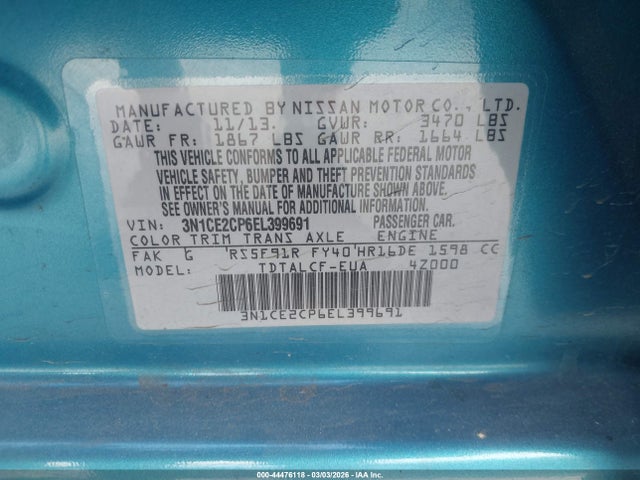 MANUFACTURED BY NISSAN MOTOR CO., LTD.
DATE: 11/13. GVWR: 3470 LBS
GAWR FR: 1867 LBS GAWR RR: 1664 LBS
THIS VEHICLE CONFORMS TO ALL APPLICABLE FEDERAL MOTOR
VEHICLE SAFETY, BUMPER AND THEFT PREVENTION STANDARDS
IN EFFECT ON THE DATE OF MANUFACTURE SHOWN ABOVE.
SEE OWNER'S MANUAL FOR ADDITIONAL INFORMATION.
VIN: 3N1CE2CP6EL399691 PASSENGER CAR.
COLOR TRIM TRANS AXLE ENGINE
FAK G 'RS5F91R FY40'HR16DE 1598 CC
MODEL: TDTALCF-EUA 4Z000
3N1CE2CP6EL399691
00-44476118 | 03/03/2026 - Copyright IAA, LLC